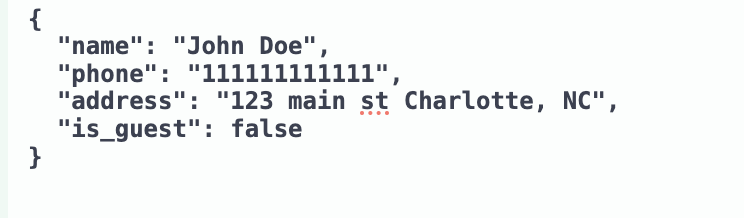 {
  "name": "John Doe",
  "phone": "111111111111",
  "address": "123 main st Charlotte, NC",
  "is_guest": false
}